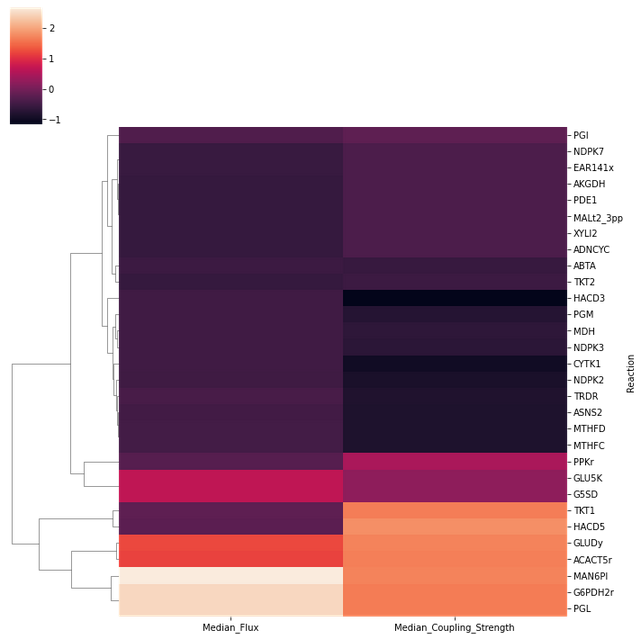 2
1
0
−1
PGI
NDPK7
EAR141x
AKGDH
PDE1
MALt2_3pp
XYLI2
ADNCYC
ABTA
TKT2
HACD3
PGM
MDH
NDPK3
CYTK1
NDPK2
TRDR
ASNS2
MTHFD
MTHFC
PPKr
GLU5K
G5SD
TKT1
HACD5
GLUDy
ACACT5r
MAN6PI
G6PDH2r
PGL
Reaction
Median_Flux
Median_Coupling_Strength